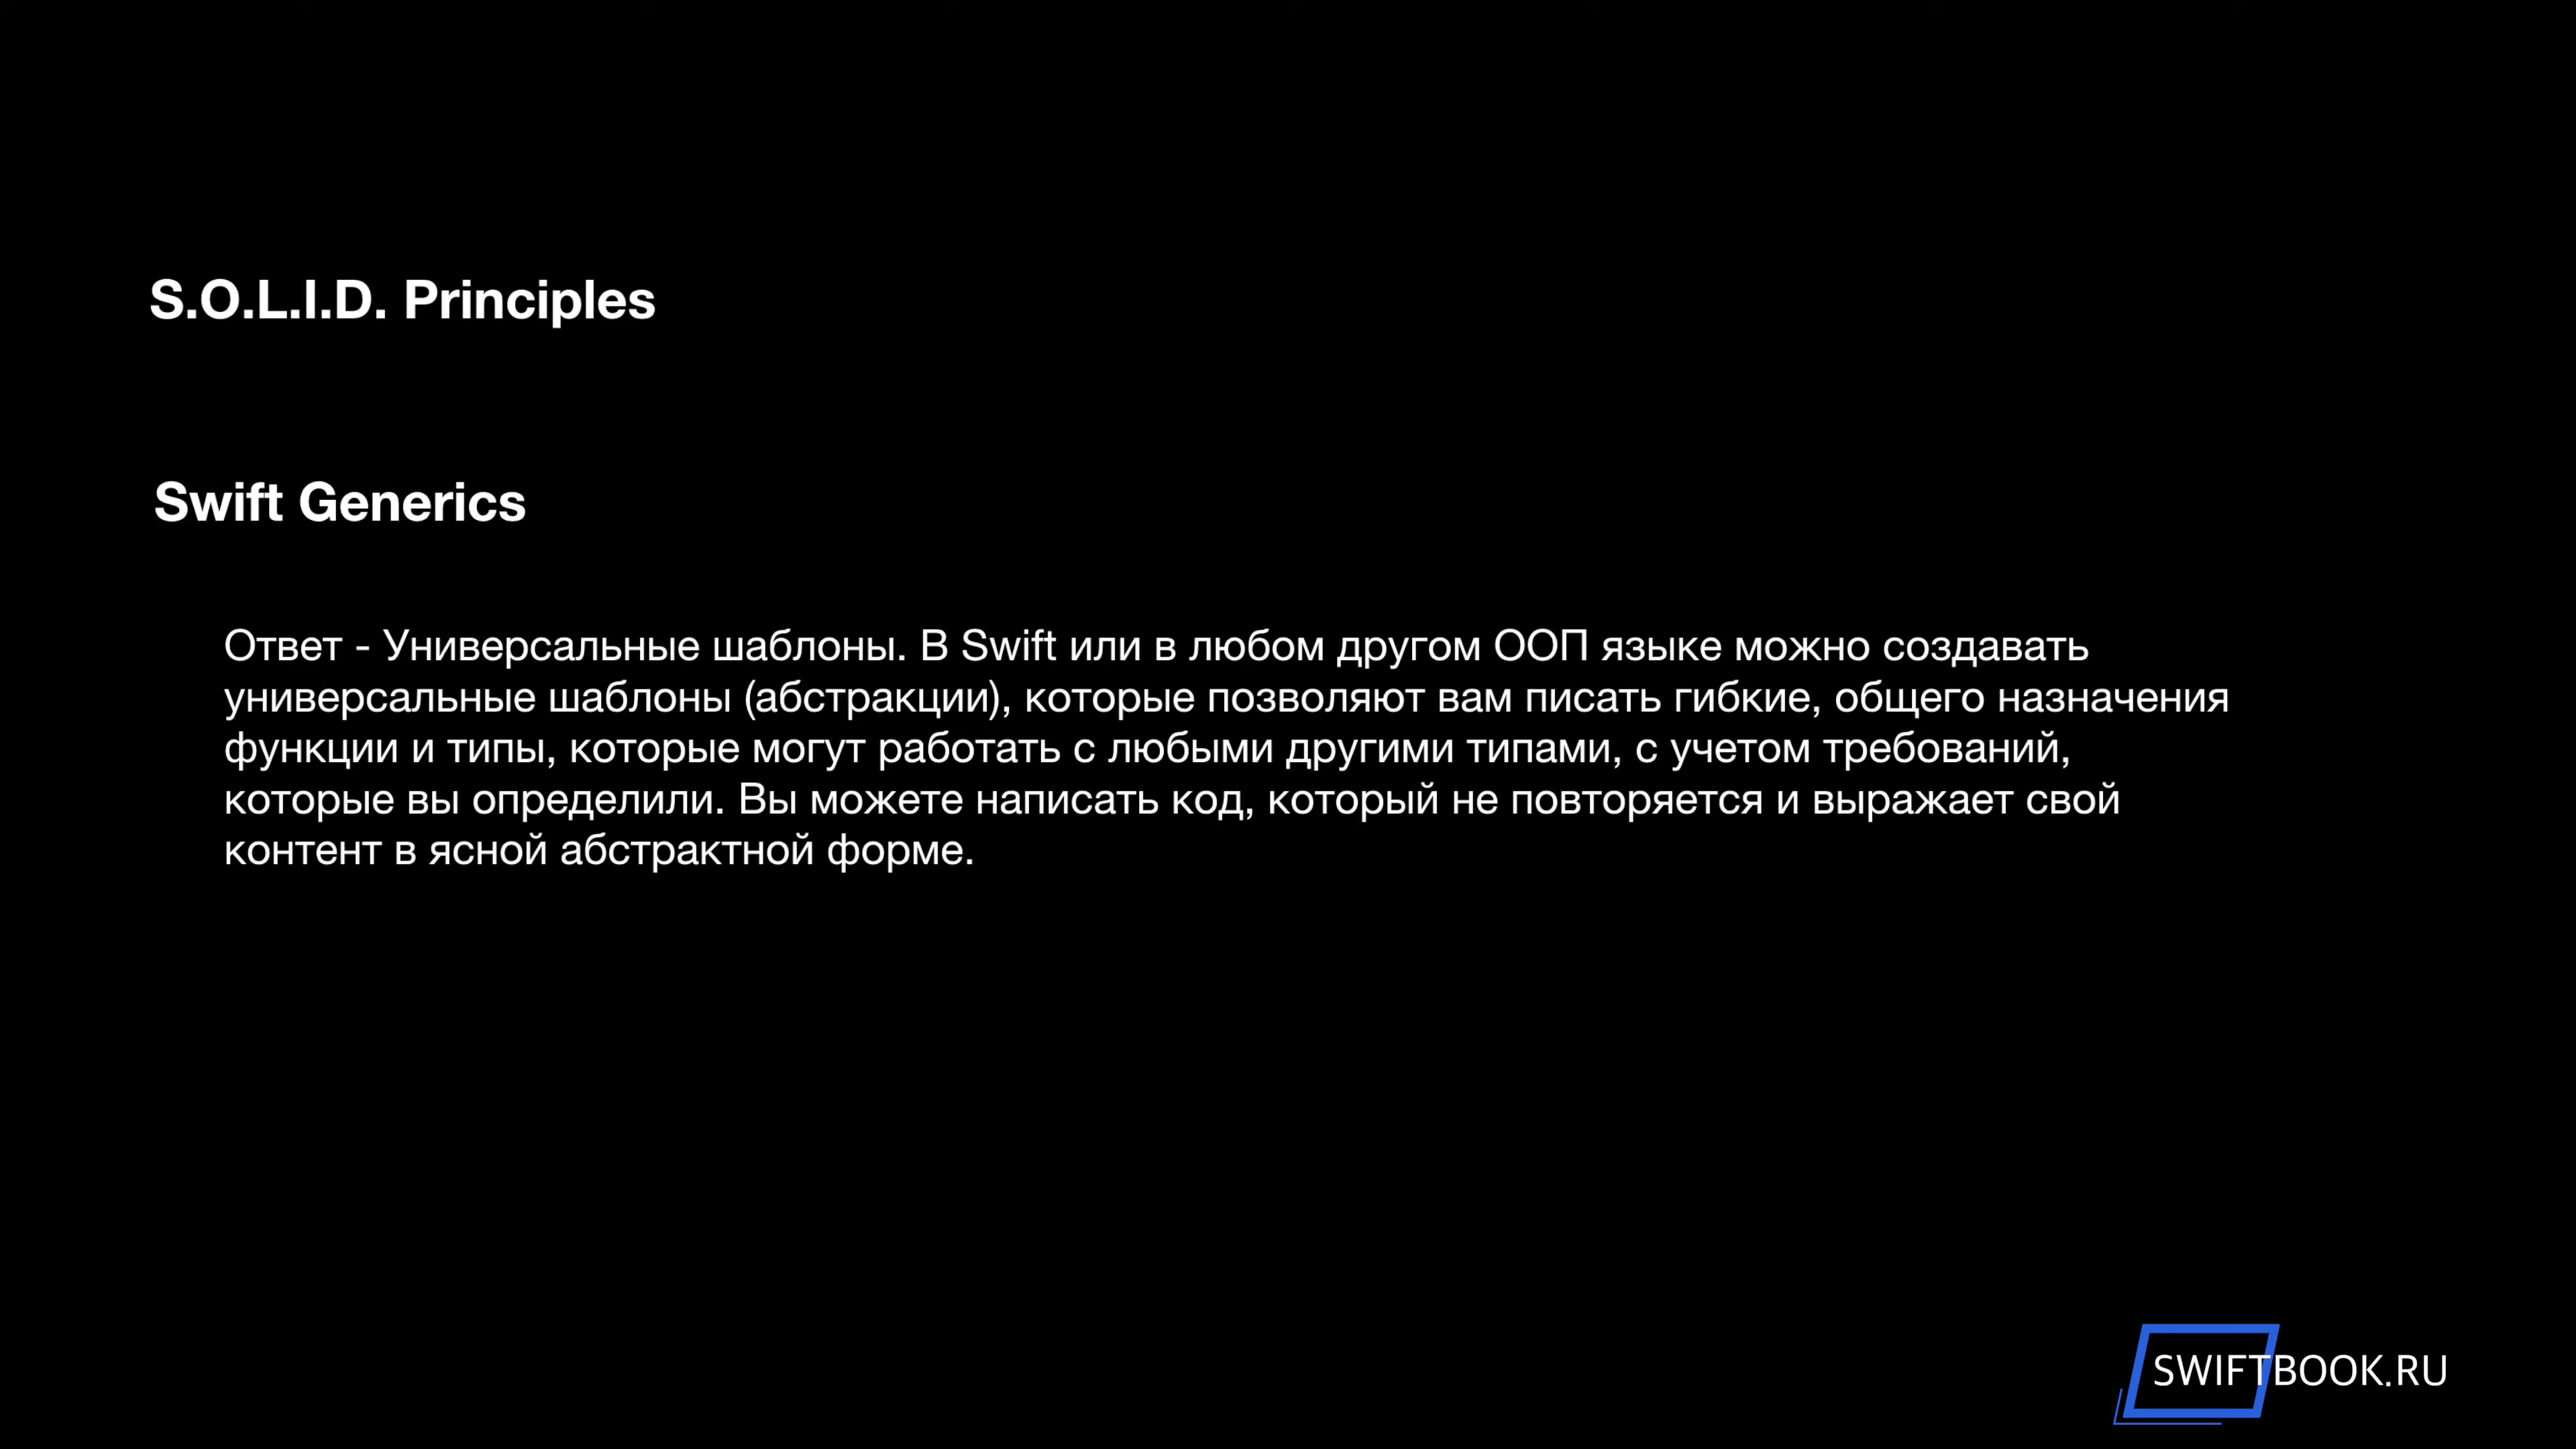 S.O.L.I.D. Principles
Swift Generics
Ответ - Универсальные шаблоны. В Swift или в любом другом ООП языке можно создавать
универсальные шаблоны (абстракции), которые позволяют вам писать гибкие, общего назначения
функции и типы, которые могут работать с любыми другими типами, с учетом требований,
которые вы определили. Вы можете написать код, который не повторяется и выражает свой
контент в ясной абстрактной форме.
SWIFTBOOK.RU